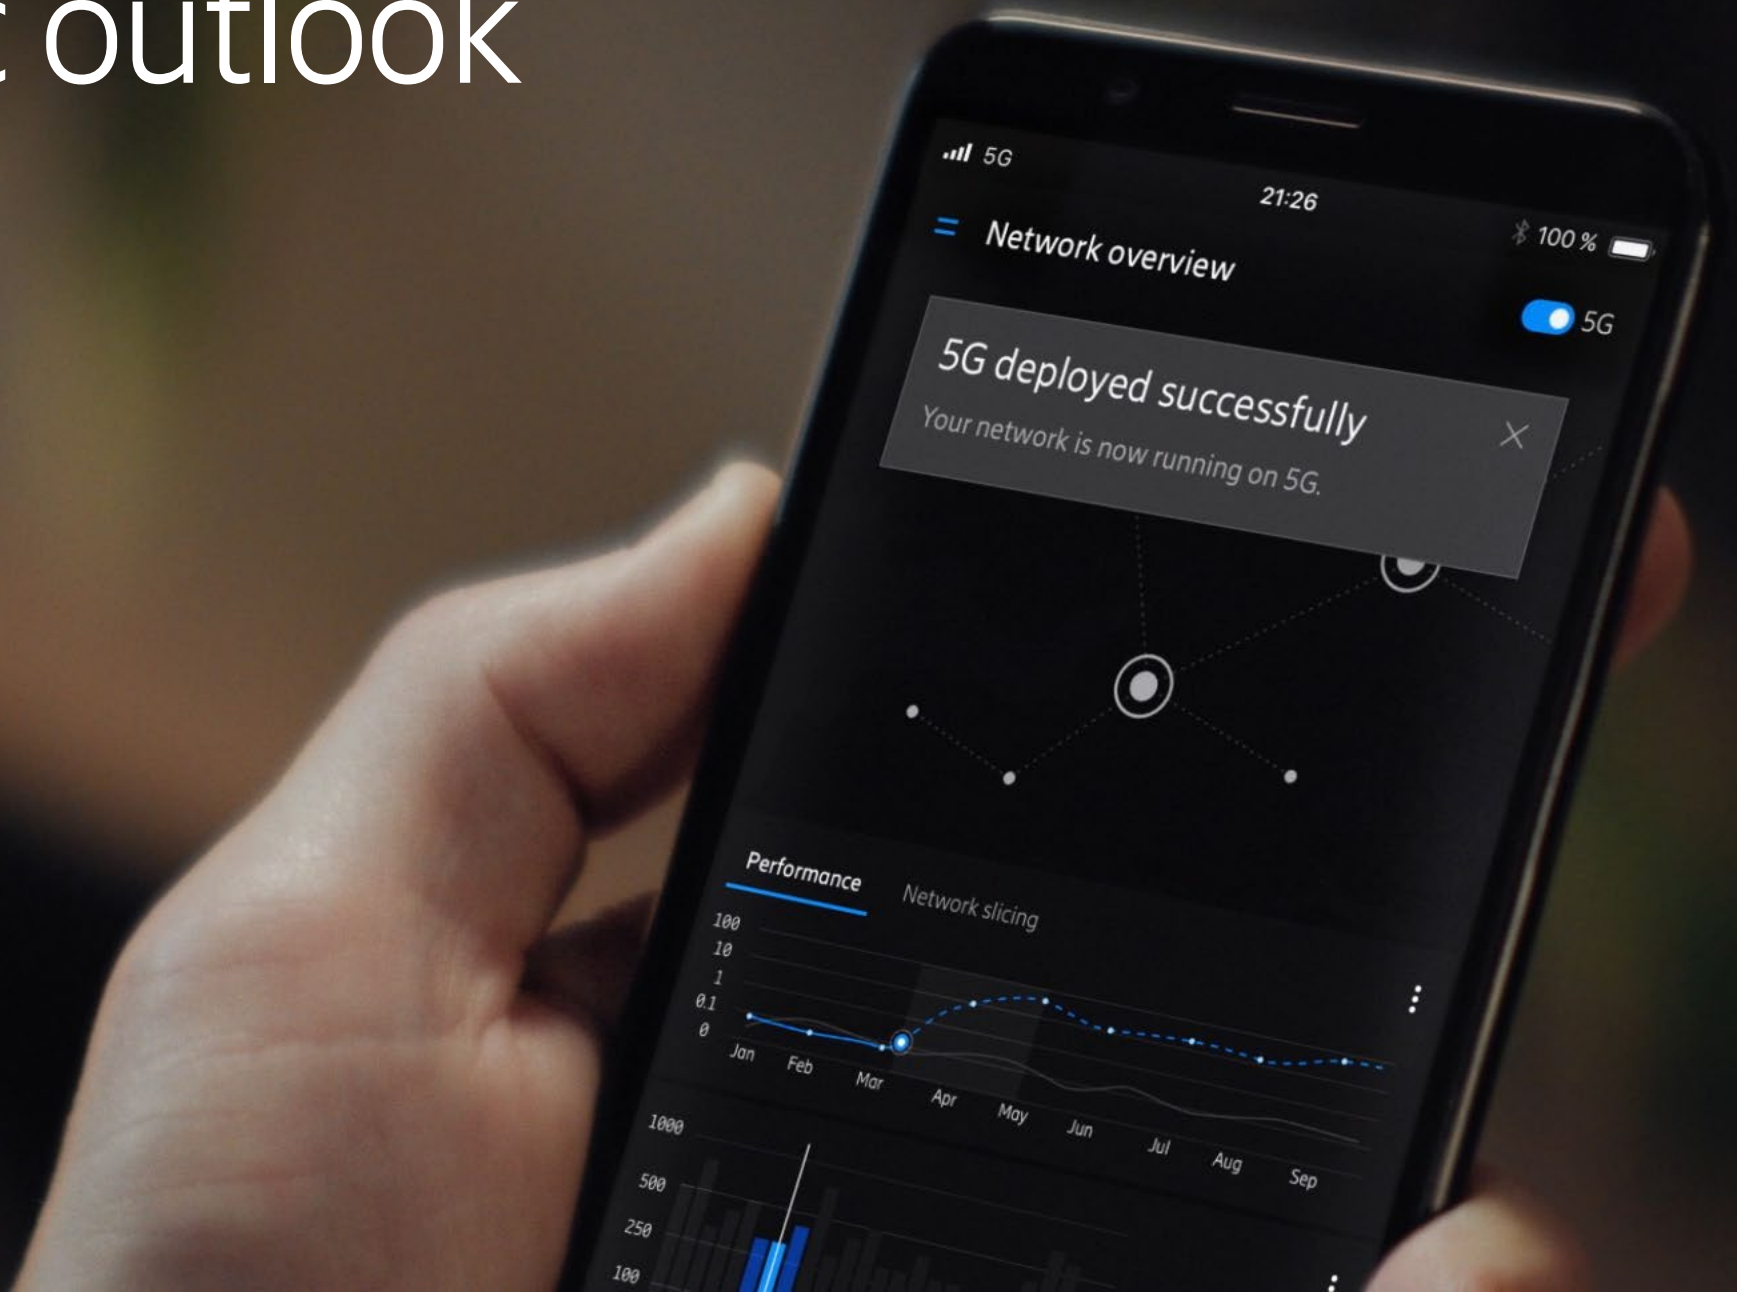 outlook
5G
21:26
100 %
Network overview
5G
5G deployed successfully
Your network is now running on 5G.
Performance
Network slicing
100
10
1
0.1
0
Jan Feb Mar Apr May Jun Jul Aug Sep
1000
500
250
100